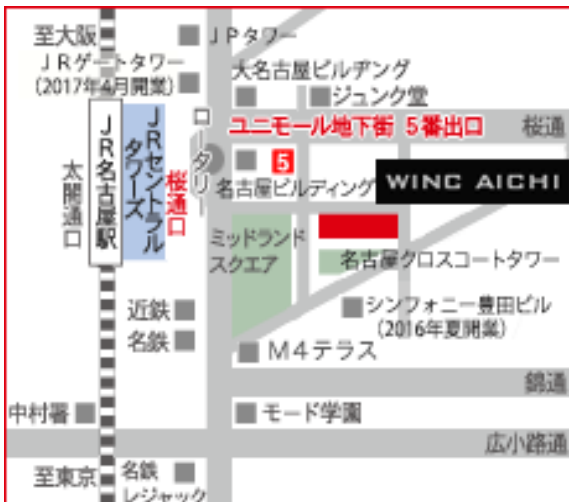 至大阪
JPタワー
JRゲートタワー
(2017年4月開業)
大名古屋ビルヂング
ジュンク堂
ユニモール地下街 5番出口
桜通
ロータリー
JR名古屋駅
JRセントラル
タワーズ
桜通口
太閤通口
5
名古屋ビルディング
WINC AICHI
ミッドランド
スクエア
名古屋クロスコートタワー
近鉄
名鉄
シンフォニー豊田ビル
(2016年夏開業)
M4テラス
錦通
中村署
モード学園
広小路通
至東京
名鉄
レジャック